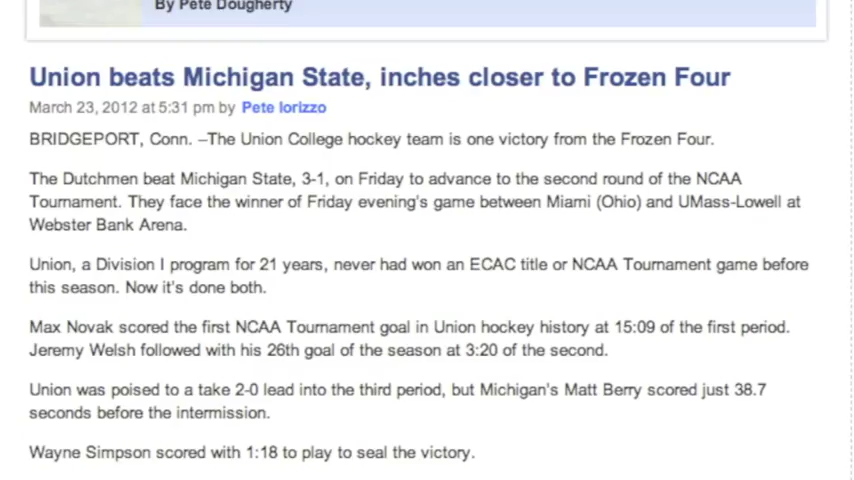 By Pete Dougherty
Union beats Michigan State, inches closer to Frozen Four
March 23, 2012 at 5:31 pm by Pete Iorizzo
BRIDGEPORT, Conn. –The Union College hockey team is one victory from the Frozen Four.
The Dutchmen beat Michigan State, 3-1, on Friday to advance to the second round of the NCAA
Tournament. They face the winner of Friday evening's game between Miami (Ohio) and UMass-Lowell at
Webster Bank Arena.
Union, a Division I program for 21 years, never had won an ECAC title or NCAA Tournament game before
this season. Now it's done both.
Max Novak scored the first NCAA Tournament goal in Union hockey history at 15:09 of the first period.
Jeremy Welsh followed with his 26th goal of the season at 3:20 of the second.
Union was poised to a take 2-0 lead into the third period, but Michigan's Matt Berry scored just 38.7
seconds before the intermission.
Wayne Simpson scored with 1:18 to play to seal the victory.